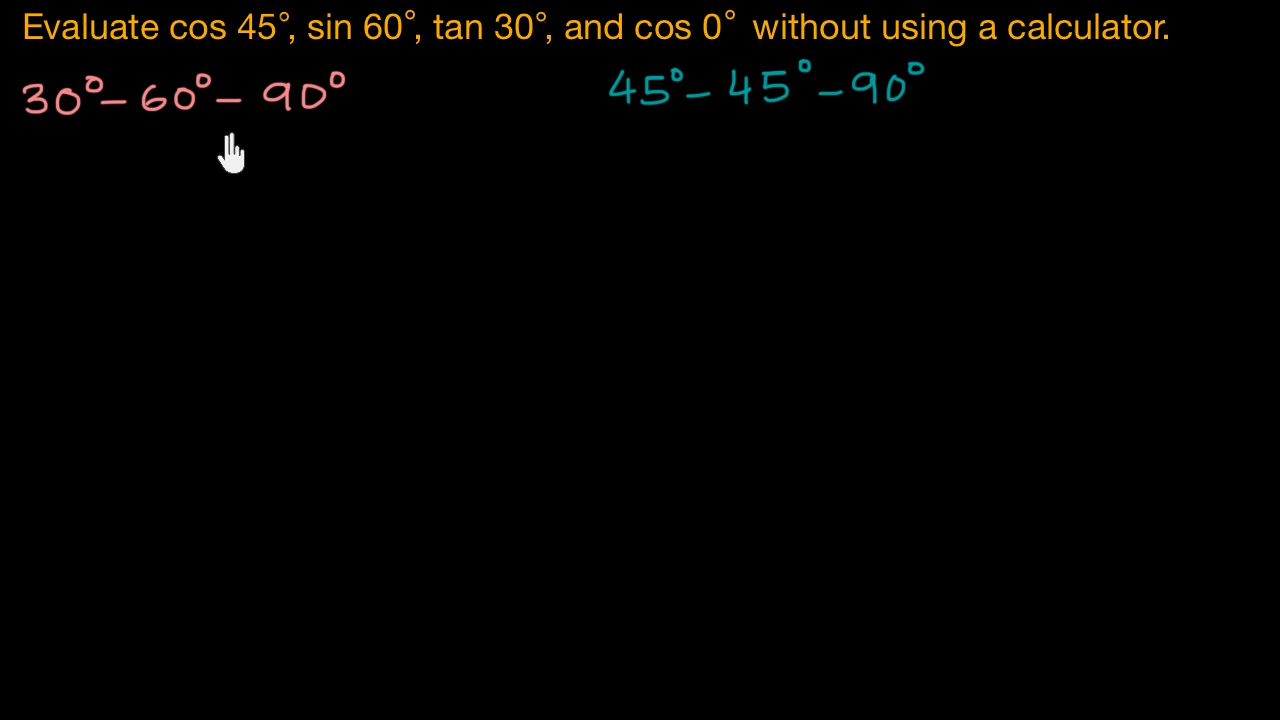 Evaluate cos 45°, sin 60°, tan 30°, and cos 0° without using a calculator.
30° – 60° – 90° 45° – 45° – 90°